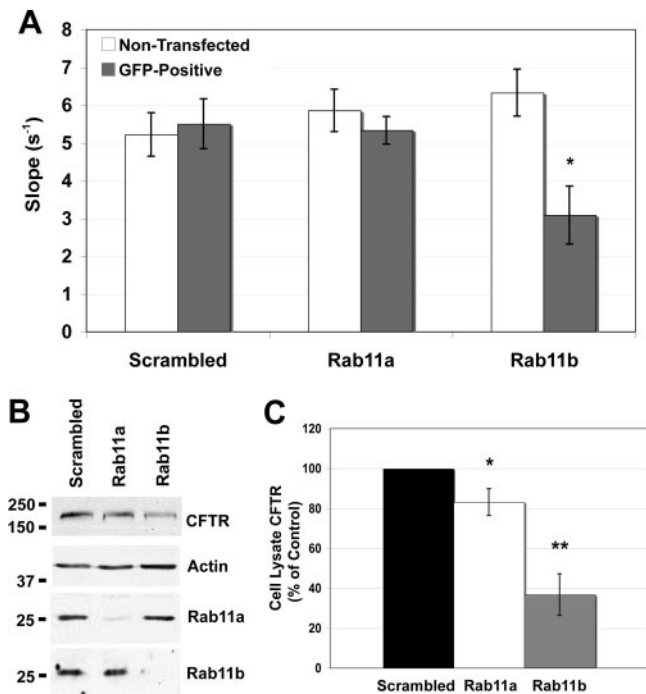 A
8
7
6
5
4
3
2
1
0
Slope (s-1)
Non-Transfected
GFP-Positive
*
Scrambled Rab11a Rab11b
B
Scrambled
Rab11a
Rab11b
250
150
CFTR
37
Actin
25
Rab11a
25
Rab11b
C
120
100
80
60
40
20
0
Cell Lysate CFTR
(% of Control)
*
**
Scrambled Rab11a Rab11b